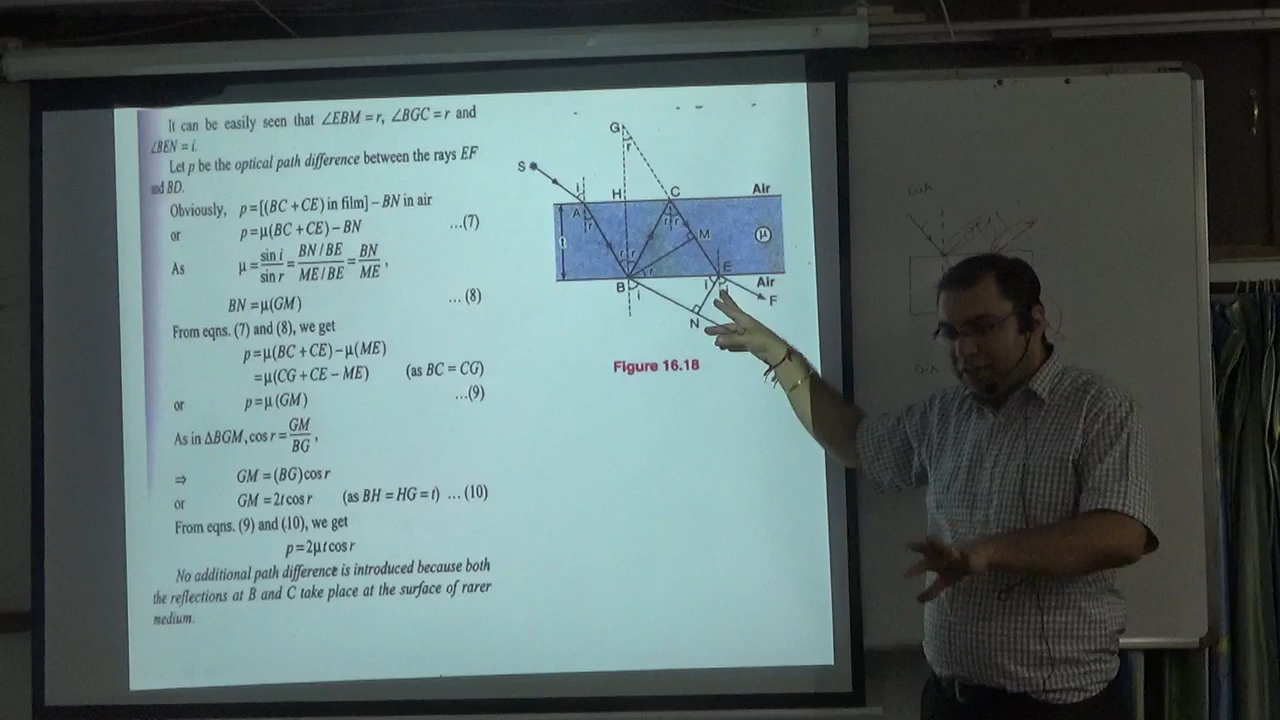 It can be easily seen that ∠EBM = r, ∠BGC = r and
∠BEN = i.
Let p be the optical path difference between the rays EF
nd BD.
Obviously, p = [(BC + CE) in film] − BN in air
or p = μ(BC + CE) − BN ...(7)
As μ = sin i / sin r = BN / BE / ME / BE = BN / ME ,
BN = μ(GM) ... (8)
From eqns. (7) and (8), we get
p = μ(BC + CE) − μ(ME)
= μ(CG + CE − ME) (as BC = CG)
or p = μ (GM) ...(9)
As in ΔBGM, cos r = GM / BG ,
⇒ GM = (BG) cos r
or GM = 2t cos r (as BH = HG = t) ... (10)
From eqns. (9) and (10), we get
p = 2μt cos r
No additional path difference is introduced because both
the reflections at B and C take place at the surface of rarer
medium.
G
r
S
i
H
C
Air
A
r
r
r
t
M
μ
r
r
r
B
i
E
i
Air
F
N
Figure 16.18